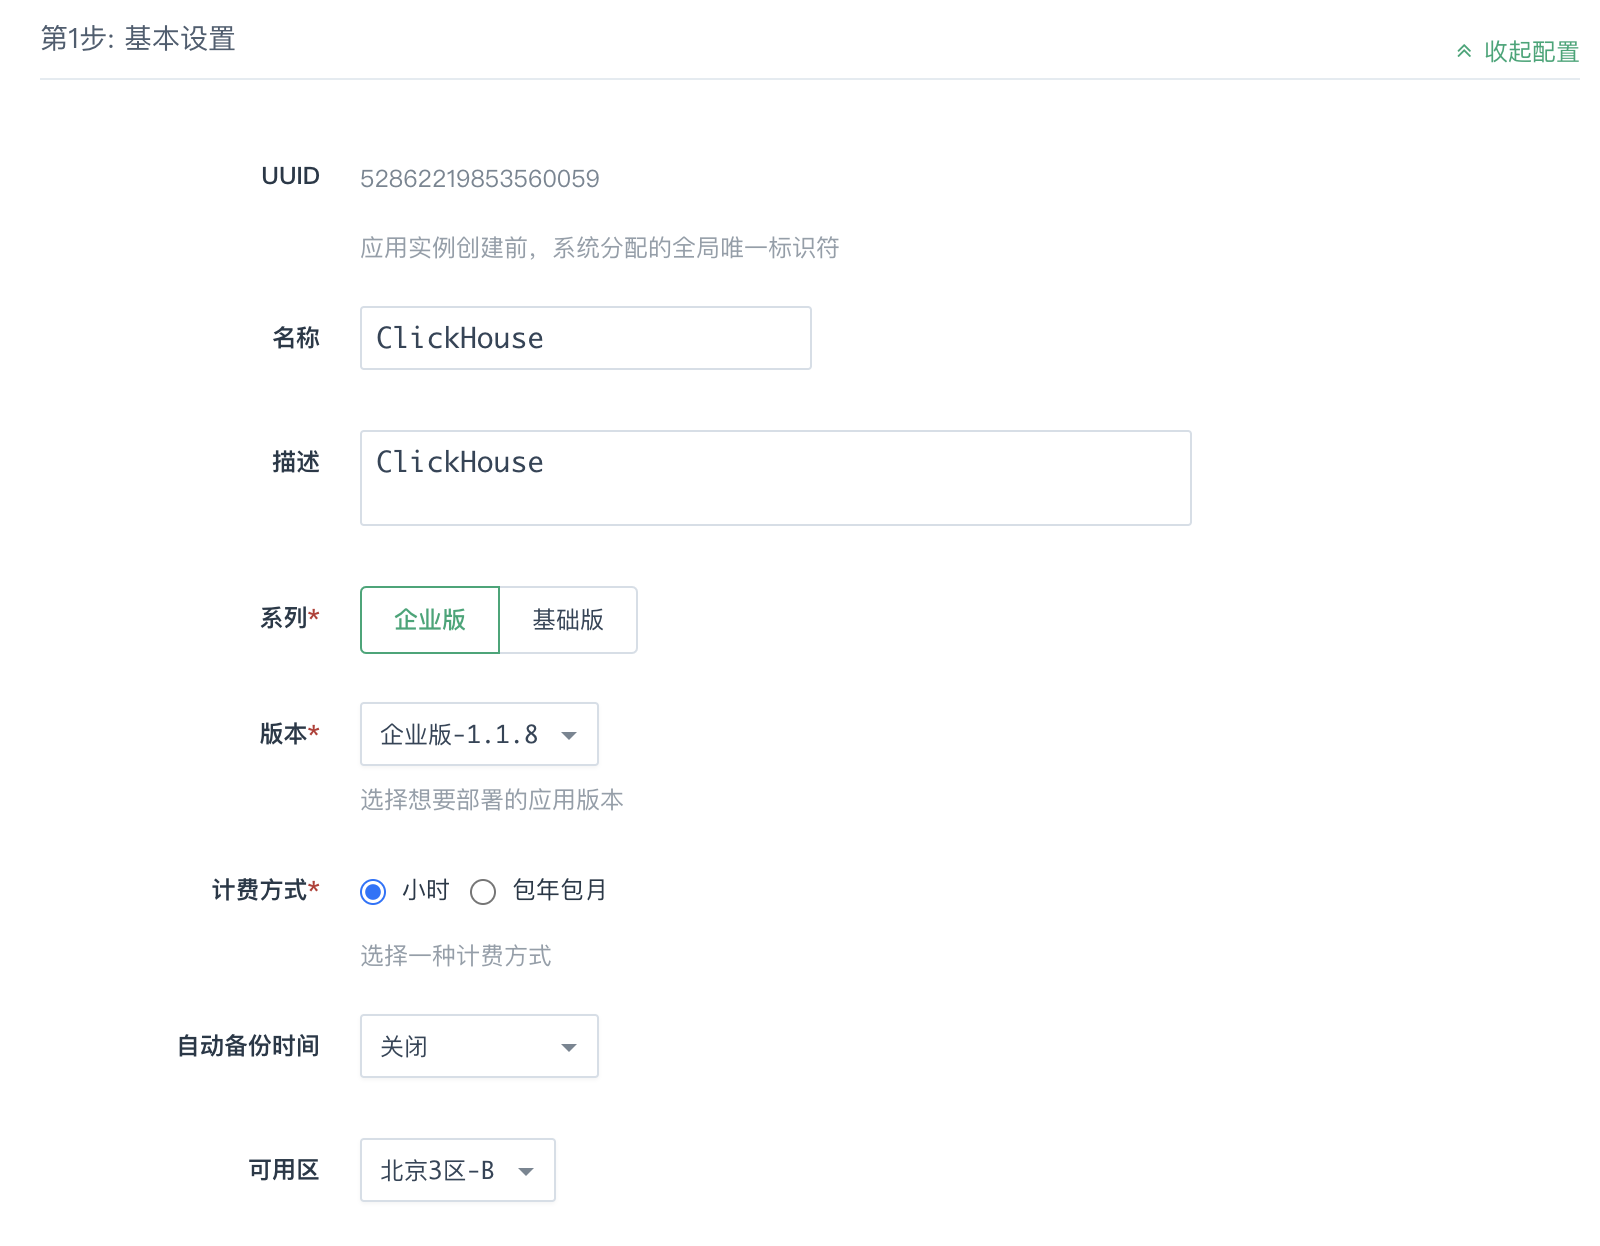 第1步: 基本设置
收起配置
UUID 52862219853560059
应用实例创建前，系统分配的全局唯一标识符
名称 ClickHouse
描述 ClickHouse
系列* 企业版 基础版
版本* 企业版-1.1.8
选择想要部署的应用版本
计费方式* 小时 包年包月
选择一种计费方式
自动备份时间 关闭
可用区 北京3区-B